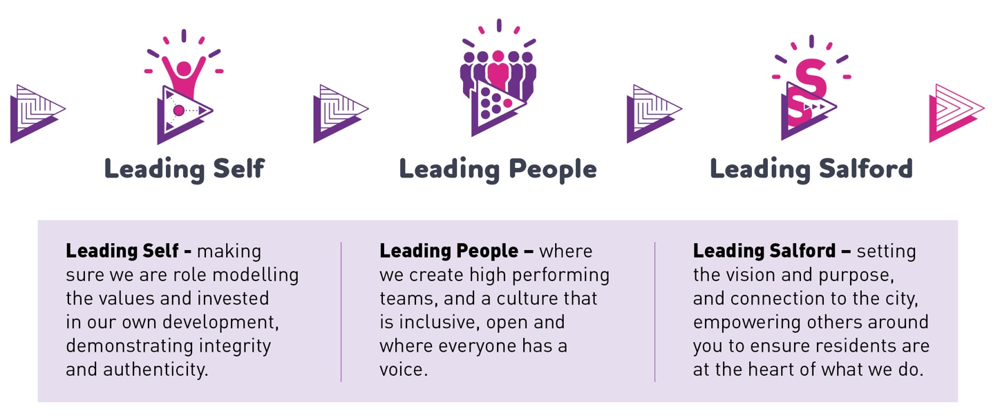 S
S
Leading Self
Leading People
Leading Salford
Leading Self - making
sure we are role modelling
the values and invested
in our own development,
demonstrating integrity
and authenticity.
Leading People – where
we create high performing
teams, and a culture that
is inclusive, open and
where everyone has a
voice.
Leading Salford – setting
the vision and purpose,
and connection to the city,
empowering others around
you to ensure residents are
at the heart of what we do.